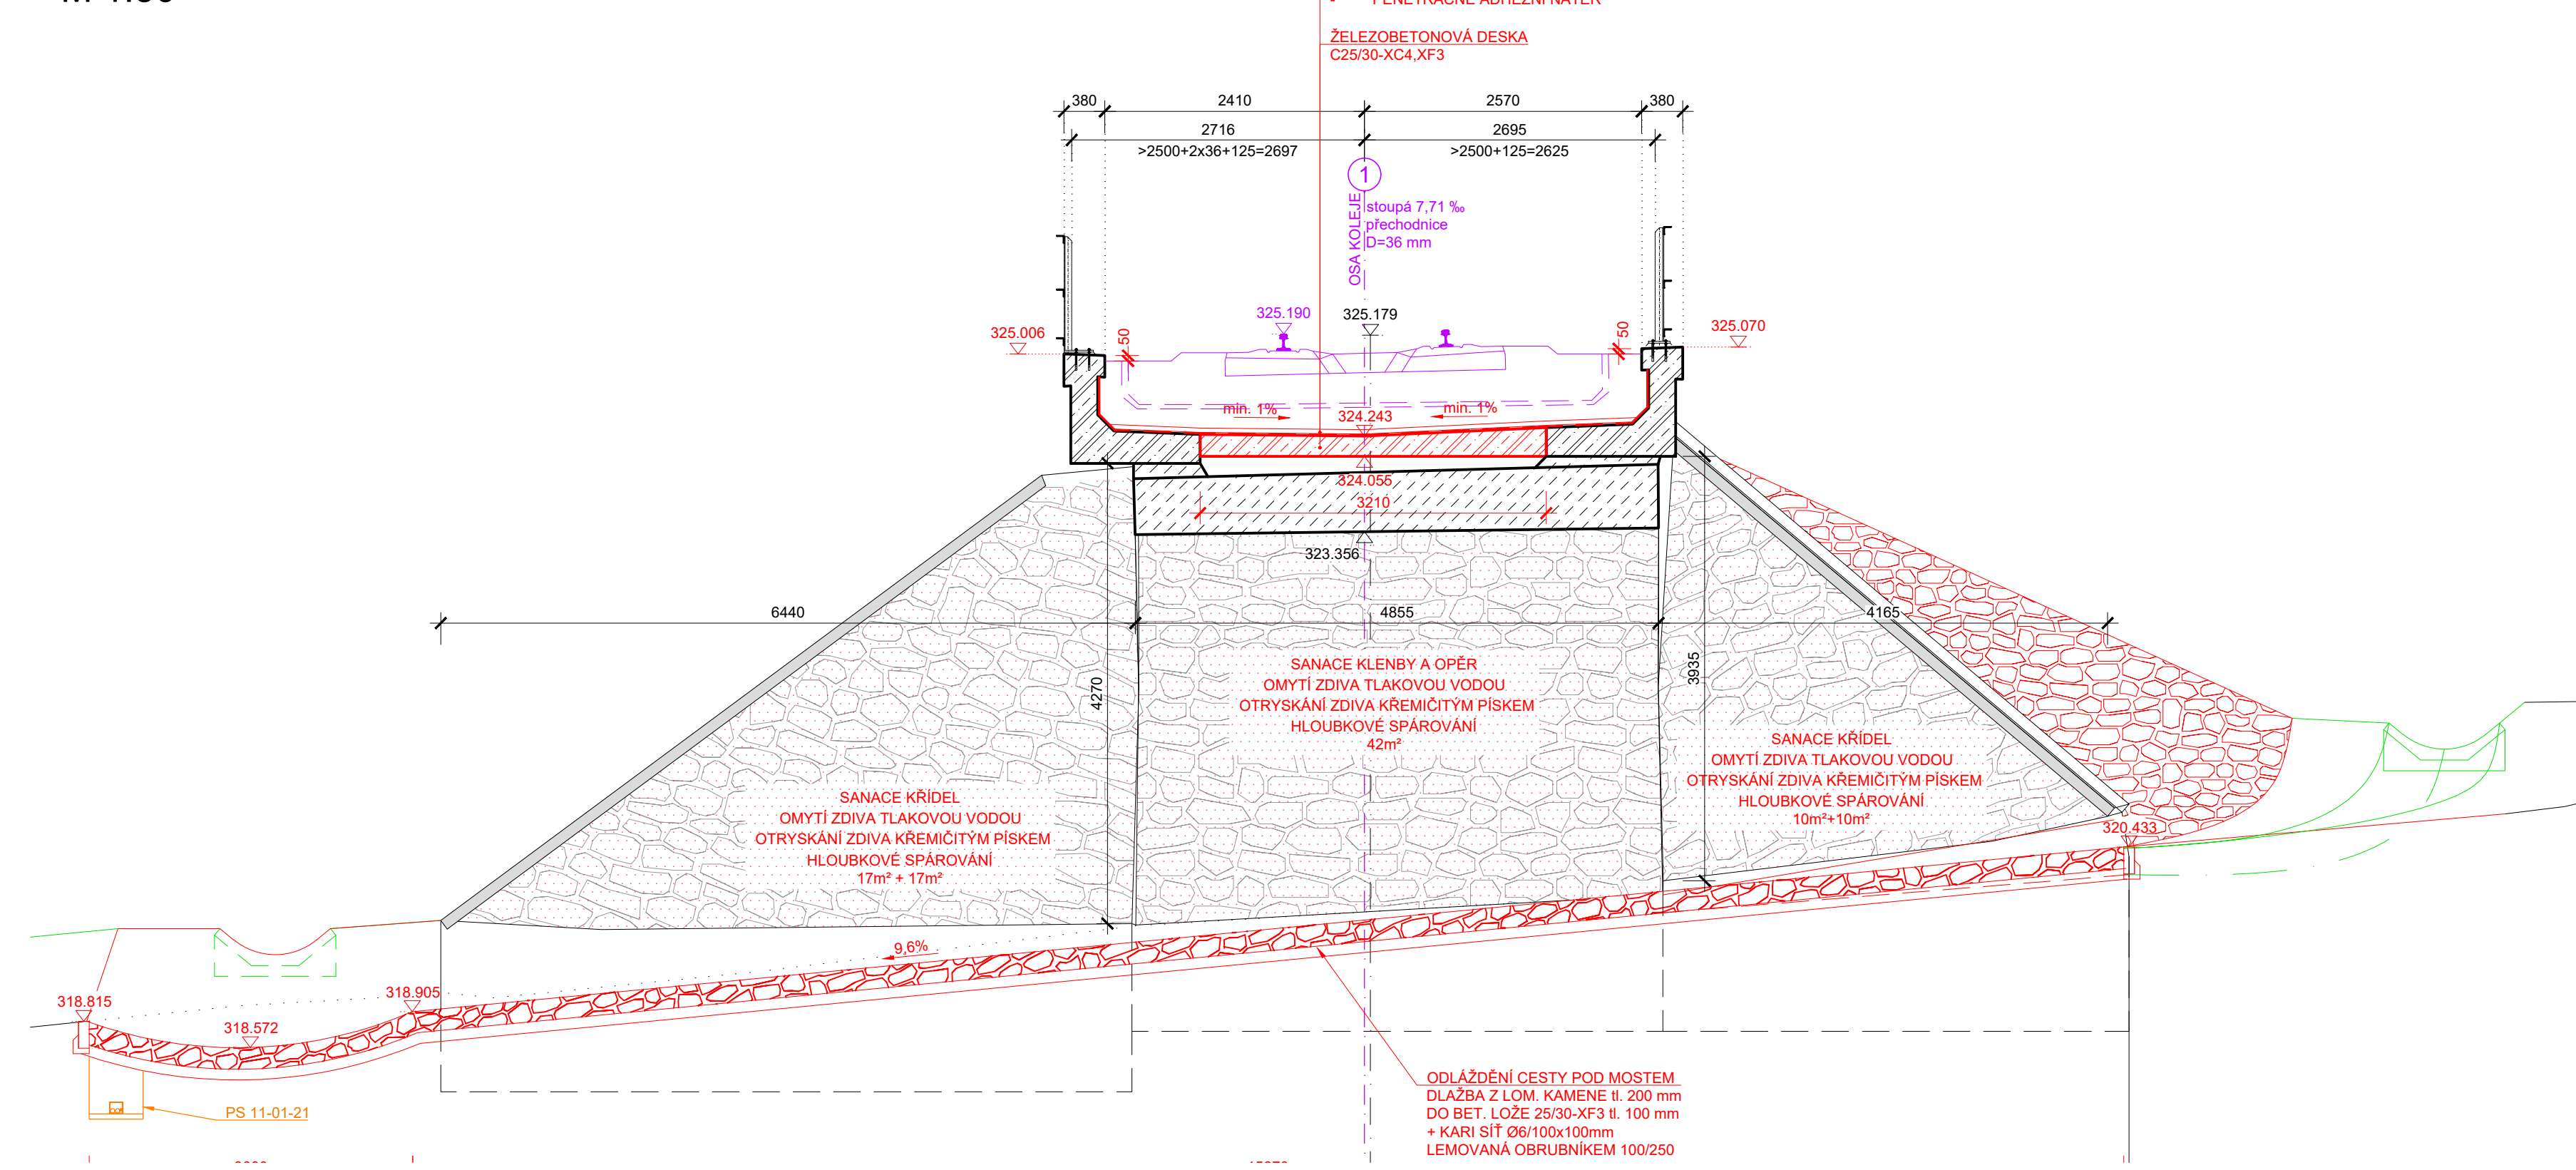 ŽELEZOBETONOVÁ DESKA
C25/30-XC4,XF3
380
2410
2570
380
2716
2695
>2500+2x36+125=2697
>2500+125=2625
1
OSA KOLEJE
stoupá 7,71 ‰
přechodnice
D=36 mm
325.190
325.179
325.006
50
50
325.070
min. 1%
324.243
min. 1%
324.055
3210
323.356
6440
4855
4165
4270
3935
SANACE KLENBY A OPĚR
OMYTÍ ZDIVA TLAKOVOU VODOU
OTRYSKÁNÍ ZDIVA KŘEMIČITÝM PÍSKEM
HLOUBKOVÉ SPÁROVÁNÍ
42m²
SANACE KŘÍDEL
OMYTÍ ZDIVA TLAKOVOU VODOU
OTRYSKÁNÍ ZDIVA KŘEMIČITÝM PÍSKEM
HLOUBKOVÉ SPÁROVÁNÍ
10m²+10m²
SANACE KŘÍDEL
OMYTÍ ZDIVA TLAKOVOU VODOU
OTRYSKÁNÍ ZDIVA KŘEMIČITÝM PÍSKEM
HLOUBKOVÉ SPÁROVÁNÍ
17m² + 17m²
320.433
9,6%
318.815
318.905
318.572
PS 11-01-21
ODLÁŽDĚNÍ CESTY POD MOSTEM
DLAŽBA Z LOM. KAMENE tl. 200 mm
DO BET. LOŽE 25/30-XF3 tl. 100 mm
+ KARI SÍŤ Ø6/100x100mm
LEMOVANÁ OBRUBNÍKEM 100/250